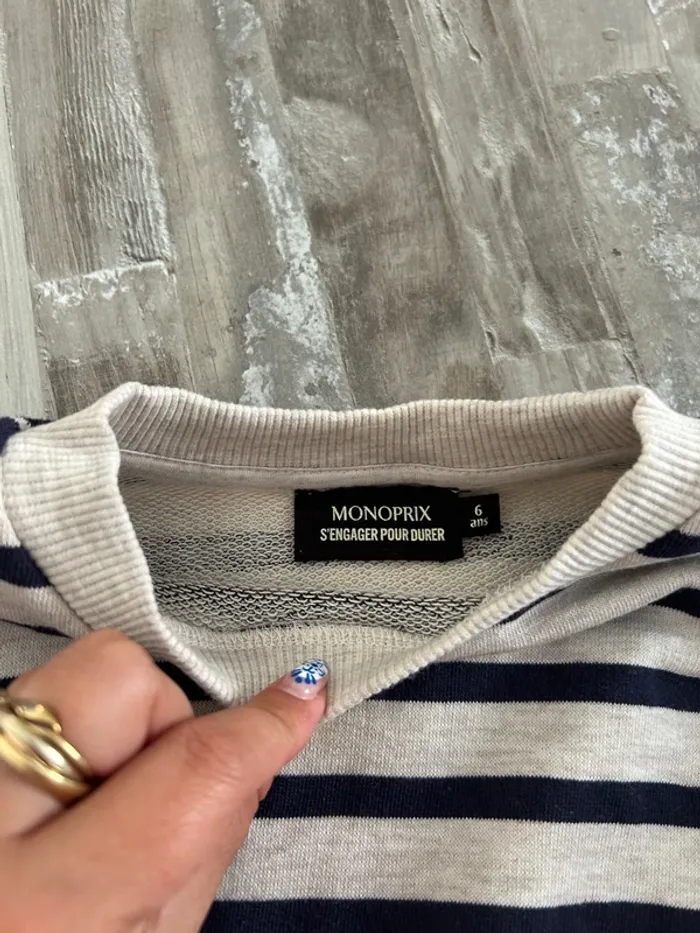 MONOPRIX
S'ENGAGER POUR DURER
6
ans